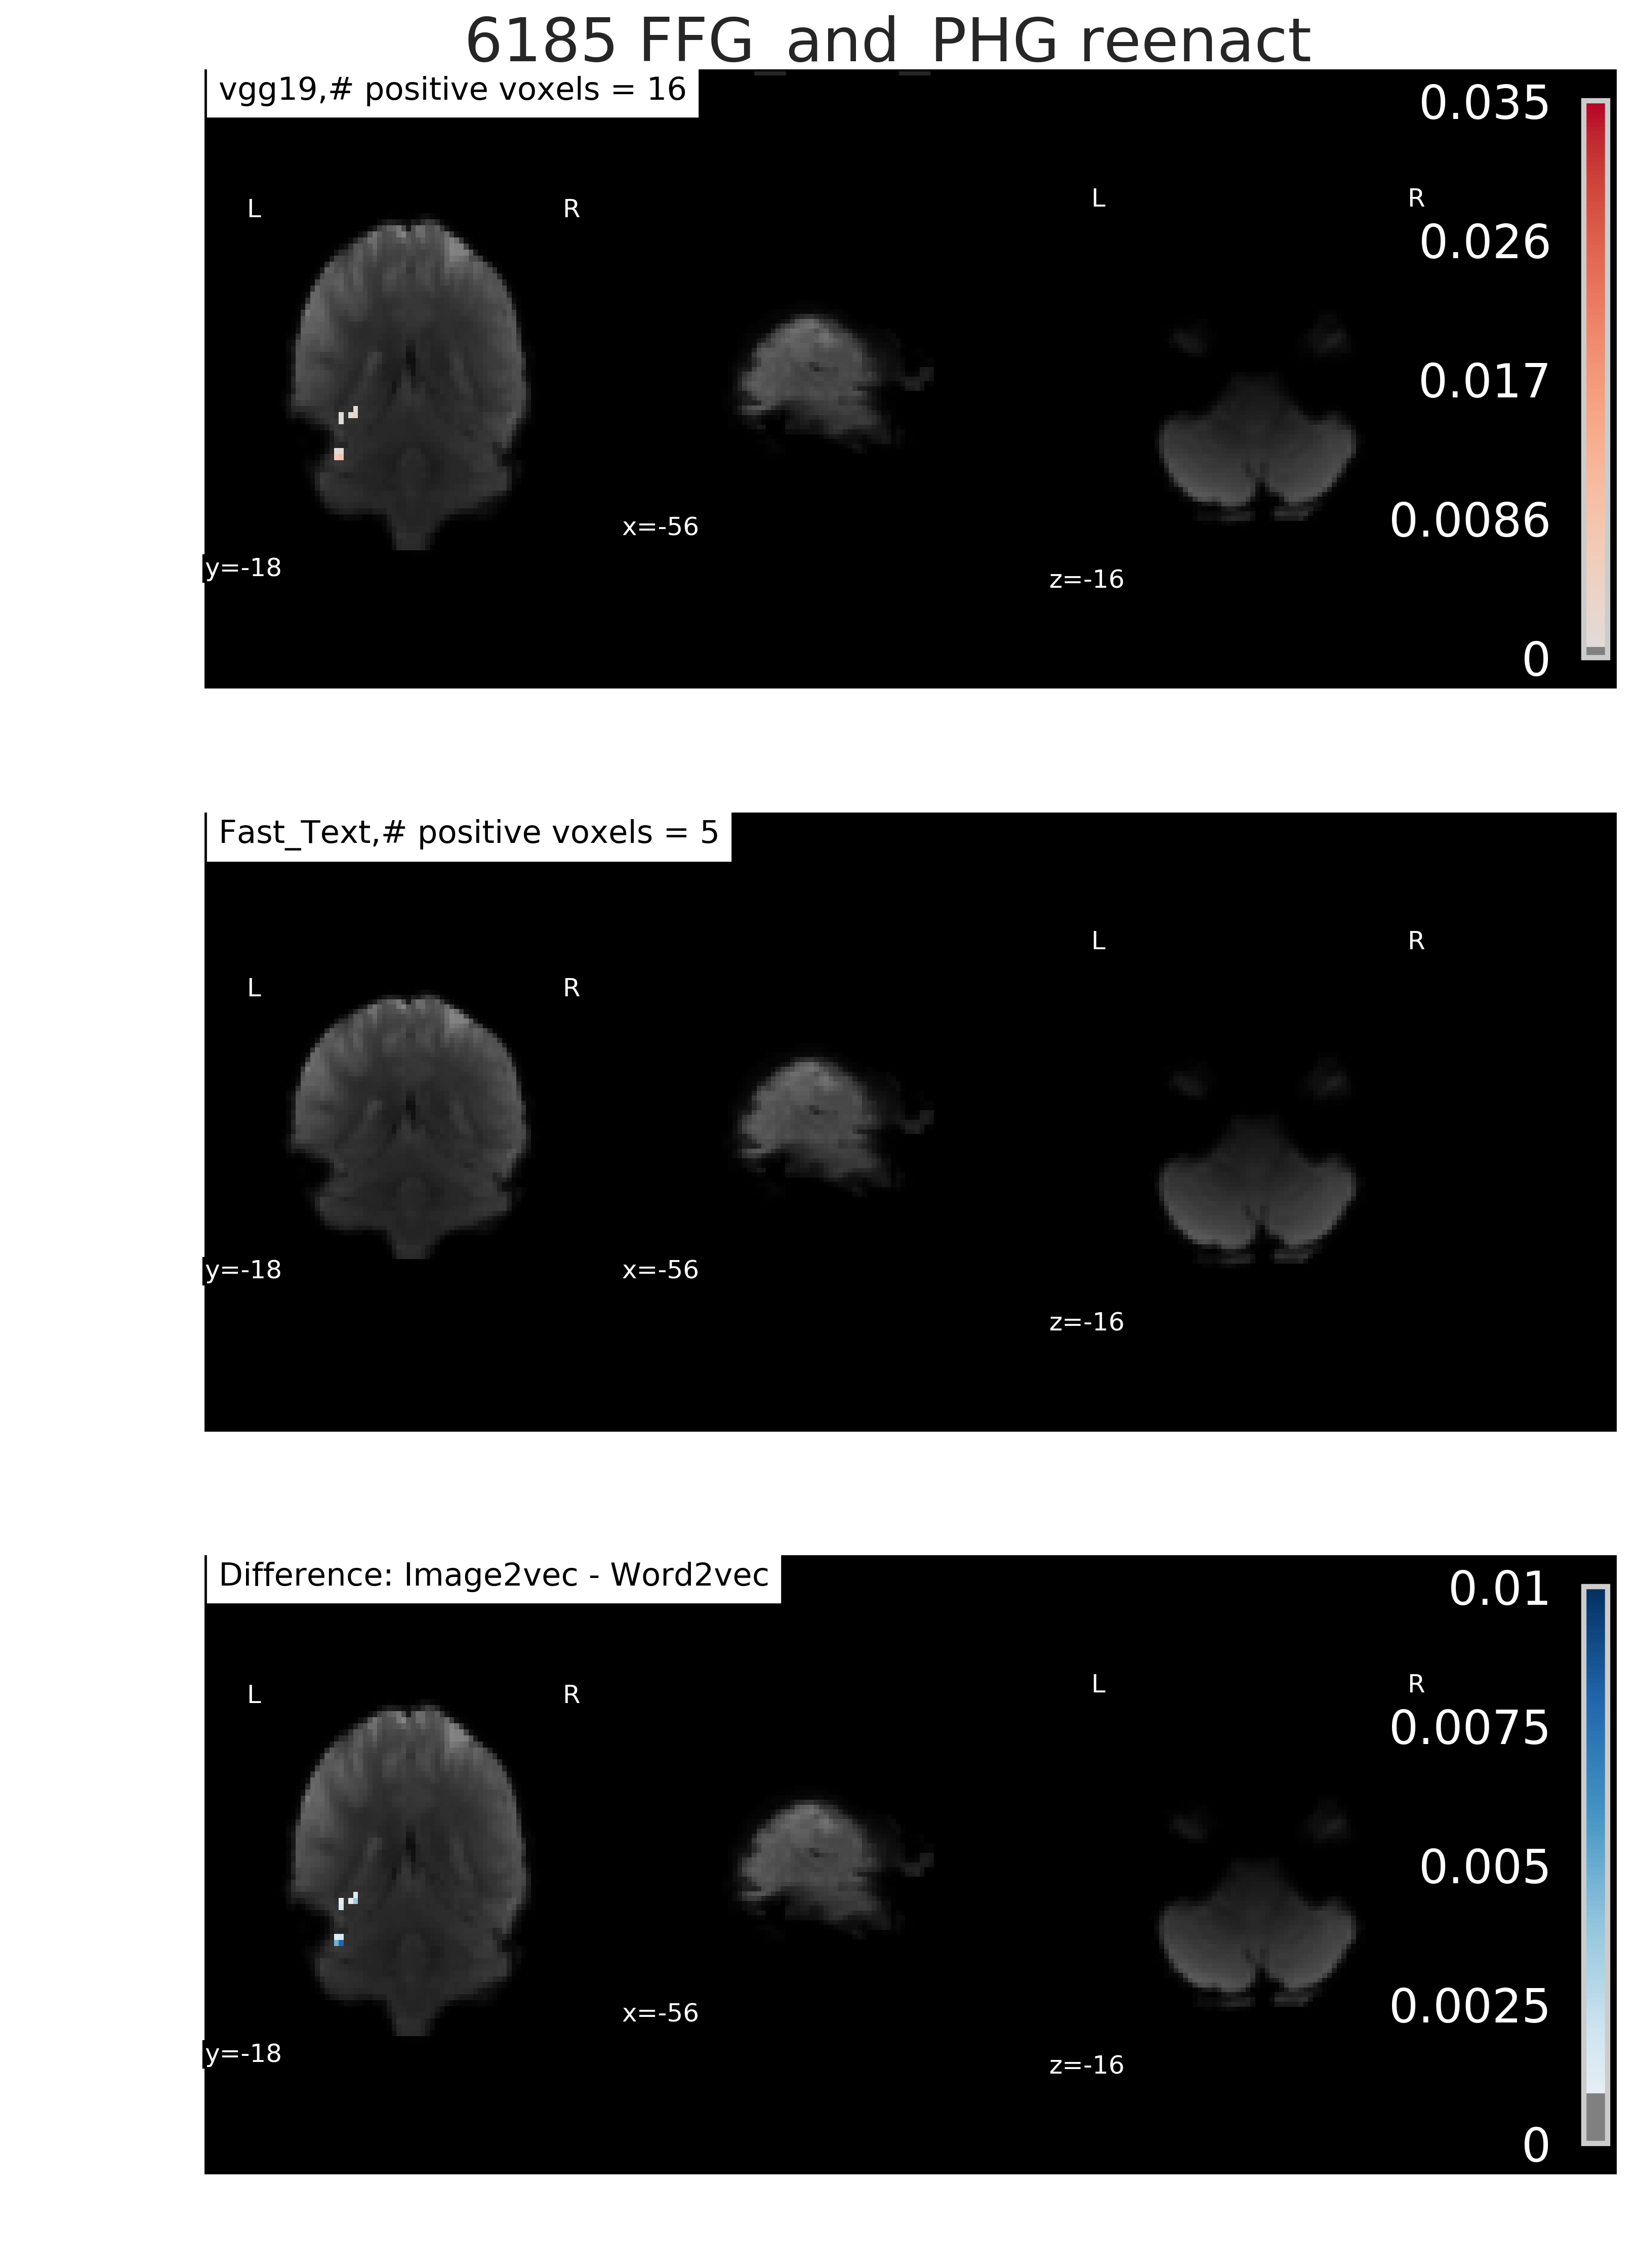 6185 FFG_and_PHG reenact
vgg19,# positive voxels = 16
0.035
L
R
L
R
0.026
0.017
0.0086
x=-56
y=-18
z=-16
0
Fast_Text,# positive voxels = 5
L
R
L
R
y=-18
x=-56
z=-16
Difference: Image2vec - Word2vec
0.01
L
R
L
R
0.0075
0.005
0.0025
x=-56
y=-18
z=-16
0